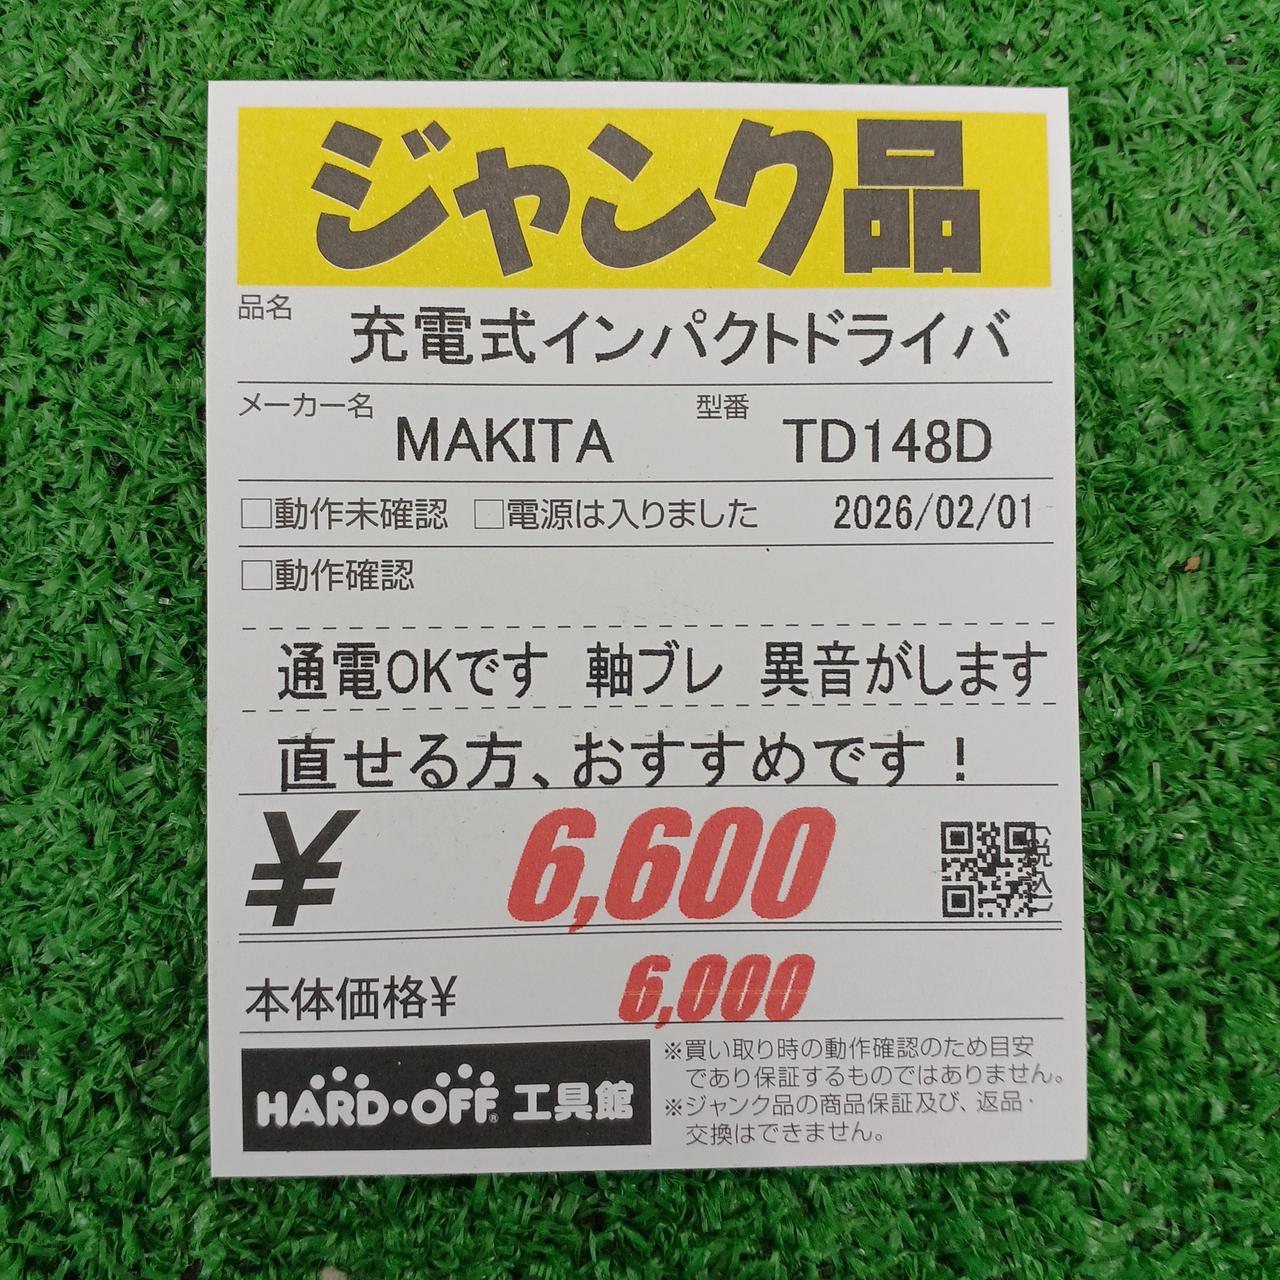 ジャンク品
品名 充電式インパクトドライバ
メーカー名 MAKITA 型番 TD148D
□動作未確認 □電源は入りました 2026/02/01
□動作確認
通電OKです 軸ブレ 異音がします
直せる方、おすすめです！
¥ 6,600 (税込)
本体価格¥ 6,000
HARD・OFF® 工具館
※買い取り時の動作確認のため目安
であり保証するものではありません。
※ジャンク品の商品保証及び、返品・
交換はできません。